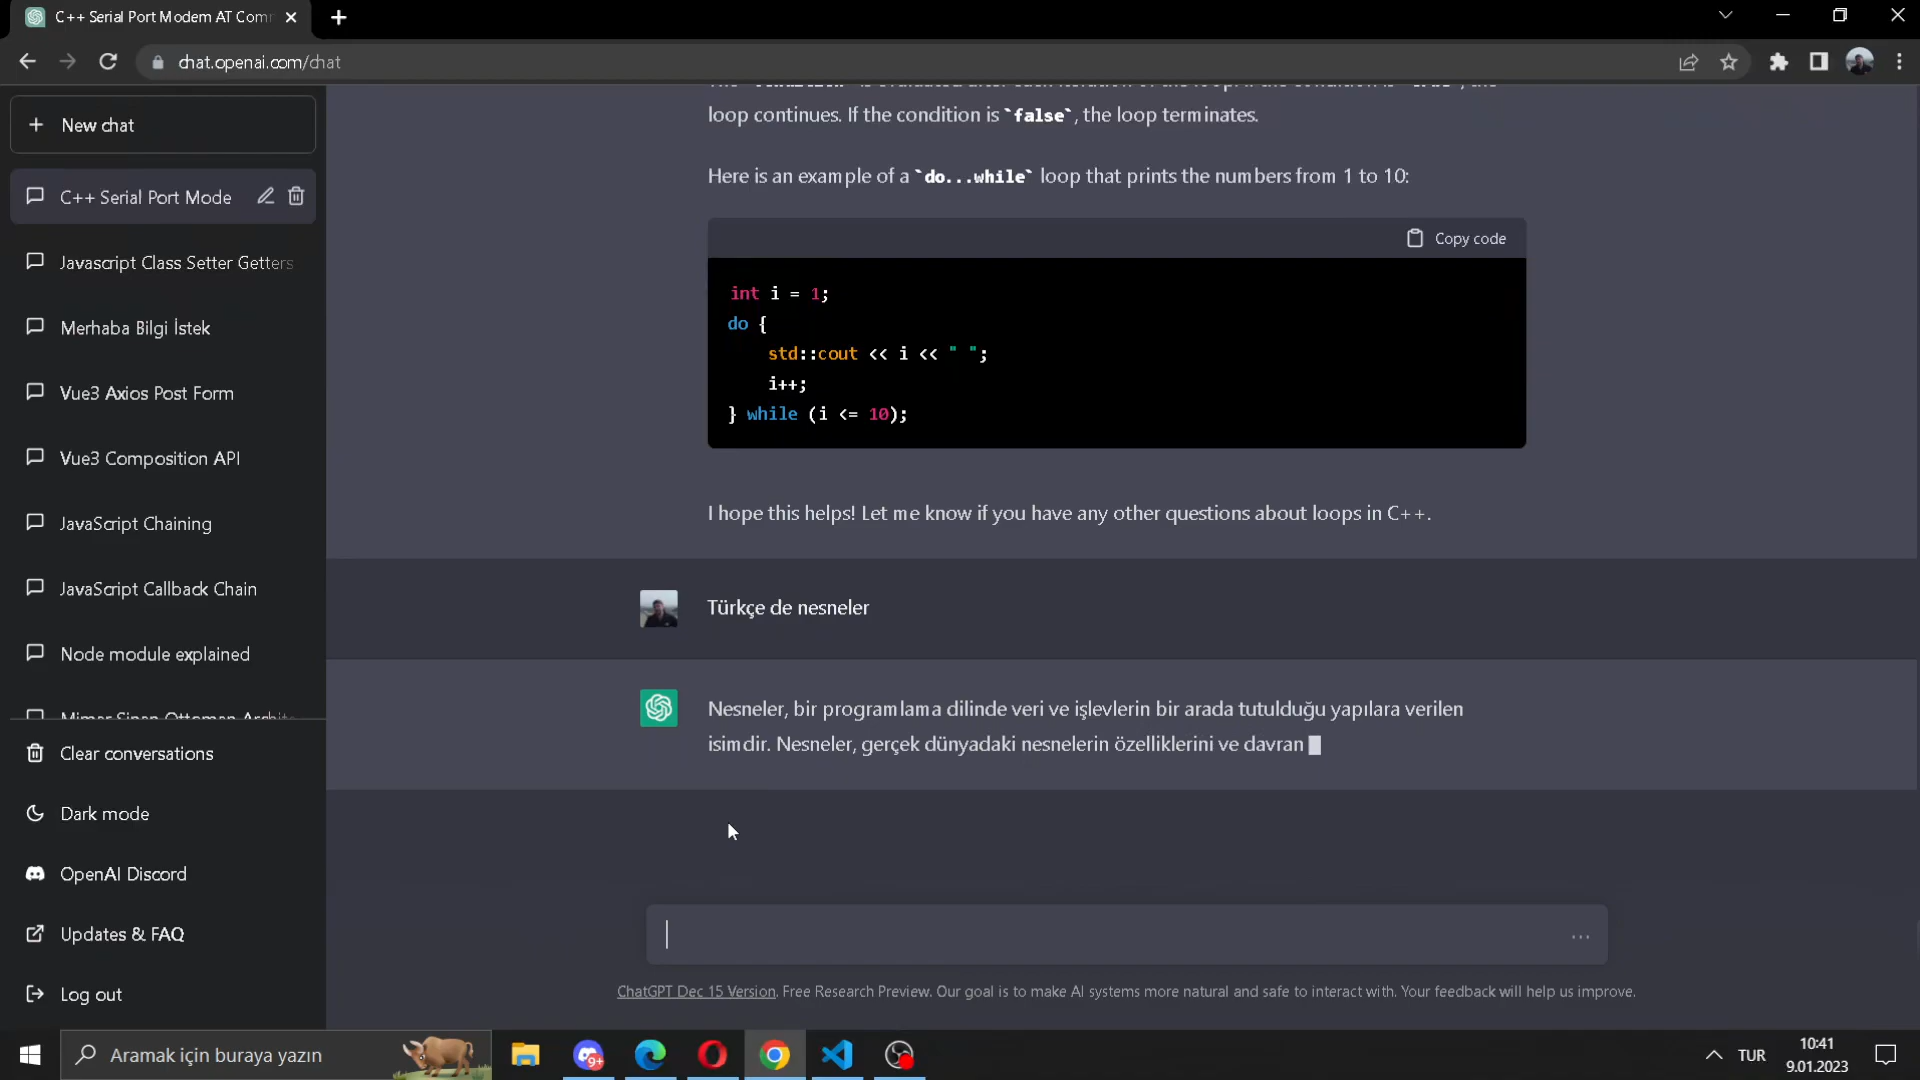 C++ Serial Port Modem AT Com
chat.openai.com/chat
New chat
C++ Serial Port Mode
Javascript Class Setter Getters
Merhaba Bilgi İstek
Vue3 Axios Post Form
Vue3 Composition API
JavaScript Chaining
JavaScript Callback Chain
Node module explained
Mimar Sinan Ottoman Archite
Clear conversations
Dark mode
OpenAI Discord
Updates & FAQ
Log out
loop continues. If the condition is `false`, the loop terminates.
Here is an example of a `do...while` loop that prints the numbers from 1 to 10:
Copy code
int i = 1;
do {
    std::cout << i << " ";
    i++;
} while (i <= 10);
I hope this helps! Let me know if you have any other questions about loops in C++.
Türkçe de nesneler
Nesneler, bir programlama dilinde veri ve işlevlerin bir arada tutulduğu yapılara verilen
isimdir. Nesneler, gerçek dünyadaki nesnelerin özelliklerini ve davran
...
ChatGPT Dec 15 Version. Free Research Preview. Our goal is to make AI systems more natural and safe to interact with. Your feedback will help us improve.
Aramak için buraya yazın
9+
TUR
10:41
9.01.2023